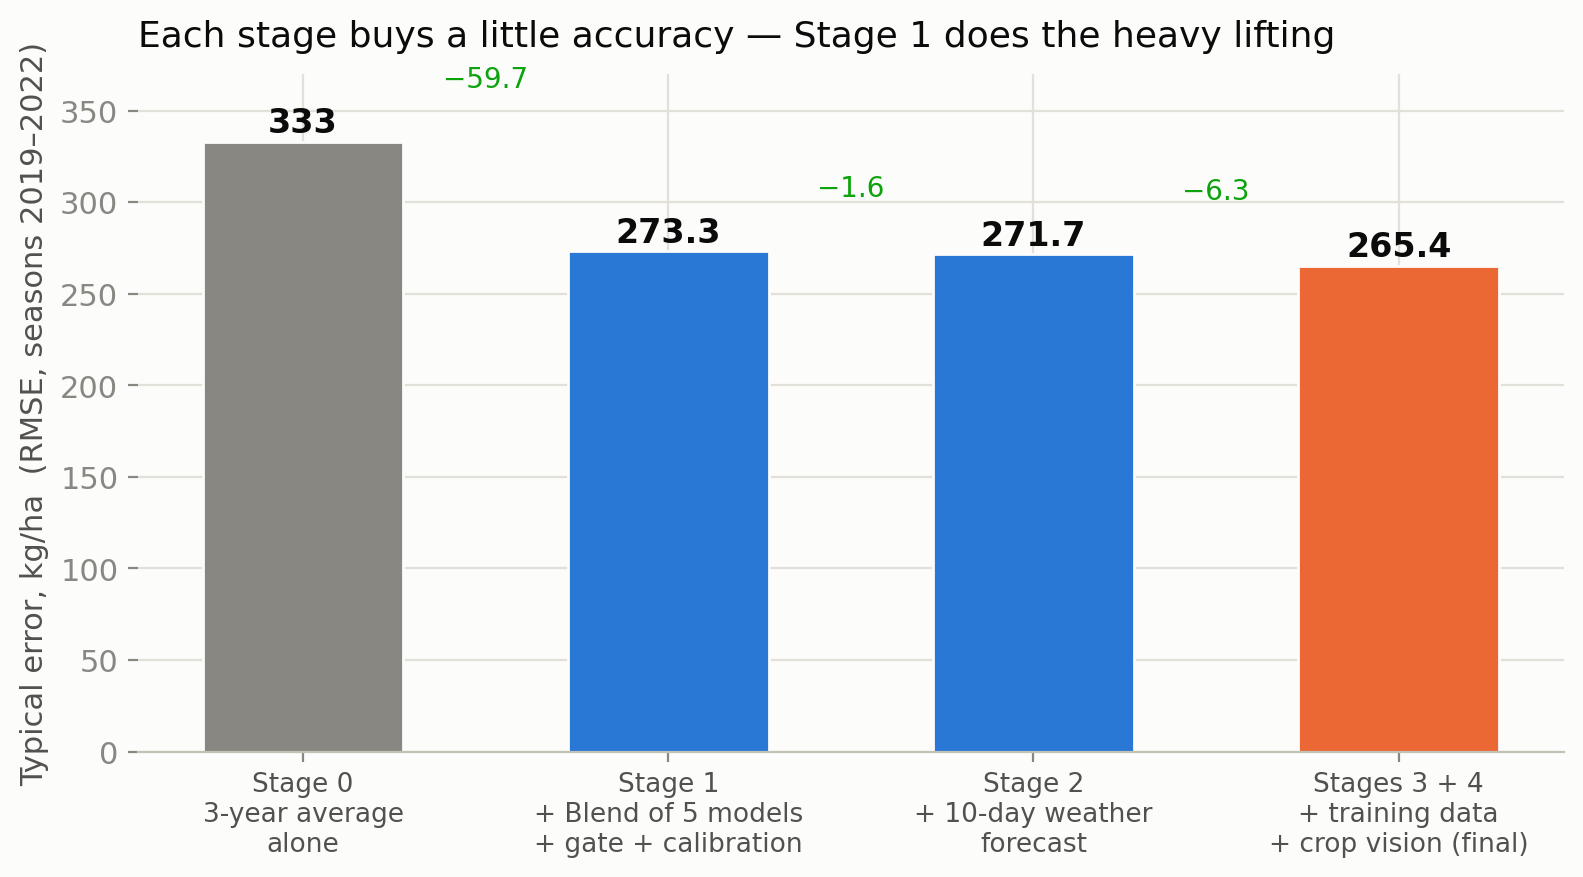 Each stage buys a little accuracy — Stage 1 does the heavy lifting
Typical error, kg/ha  (RMSE, seasons 2019–2022)
350
300
250
200
150
100
50
0
333
−59.7
273.3
−1.6
271.7
−6.3
265.4
Stage 0
3-year average
alone
Stage 1
+ Blend of 5 models
+ gate + calibration
Stage 2
+ 10-day weather
forecast
Stages 3 + 4
+ training data
+ crop vision (final)